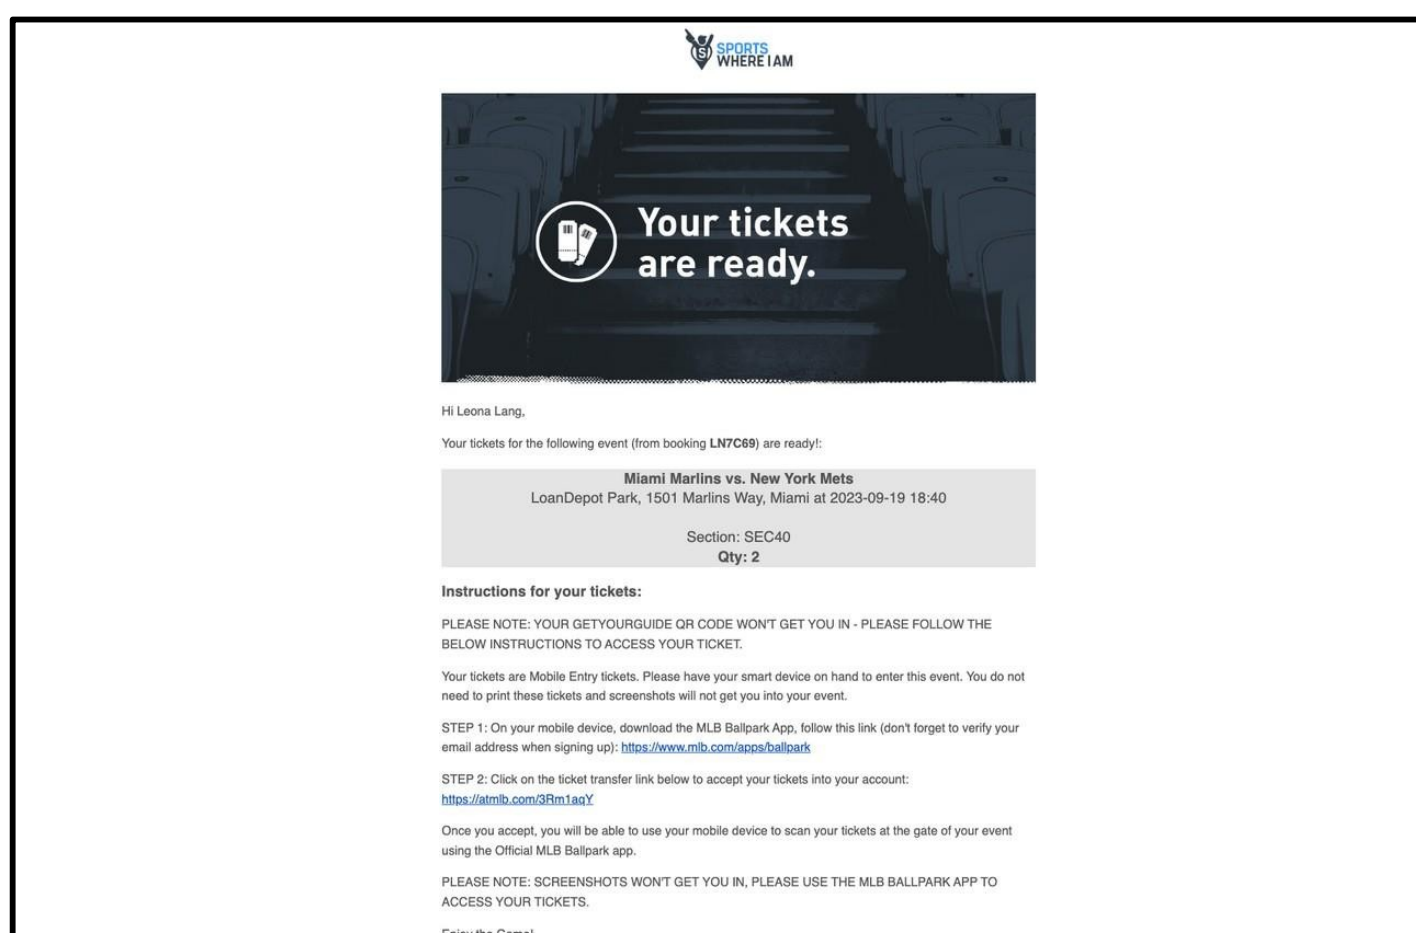 SPORTS
WHERE I AM
Your tickets
are ready.
Hi Leona Lang,
Your tickets for the following event (from booking LN7C69) are ready!:
Miami Marlins vs. New York Mets
LoanDepot Park, 1501 Marlins Way, Miami at 2023-09-19 18:40
Section: SEC40
Qty: 2
Instructions for your tickets:
PLEASE NOTE: YOUR GETYOURGUIDE QR CODE WON'T GET YOU IN - PLEASE FOLLOW THE
BELOW INSTRUCTIONS TO ACCESS YOUR TICKET.
Your tickets are Mobile Entry tickets. Please have your smart device on hand to enter this event. You do not
need to print these tickets and screenshots will not get you into your event.
STEP 1: On your mobile device, download the MLB Ballpark App, follow this link (don't forget to verify your
email address when signing up): https://www.mlb.com/apps/ballpark
STEP 2: Click on the ticket transfer link below to accept your tickets into your account:
https://atmlb.com/3Rm1aqY
Once you accept, you will be able to use your mobile device to scan your tickets at the gate of your event
using the Official MLB Ballpark app.
PLEASE NOTE: SCREENSHOTS WON'T GET YOU IN, PLEASE USE THE MLB BALLPARK APP TO
ACCESS YOUR TICKETS.
Enjoy the Game!